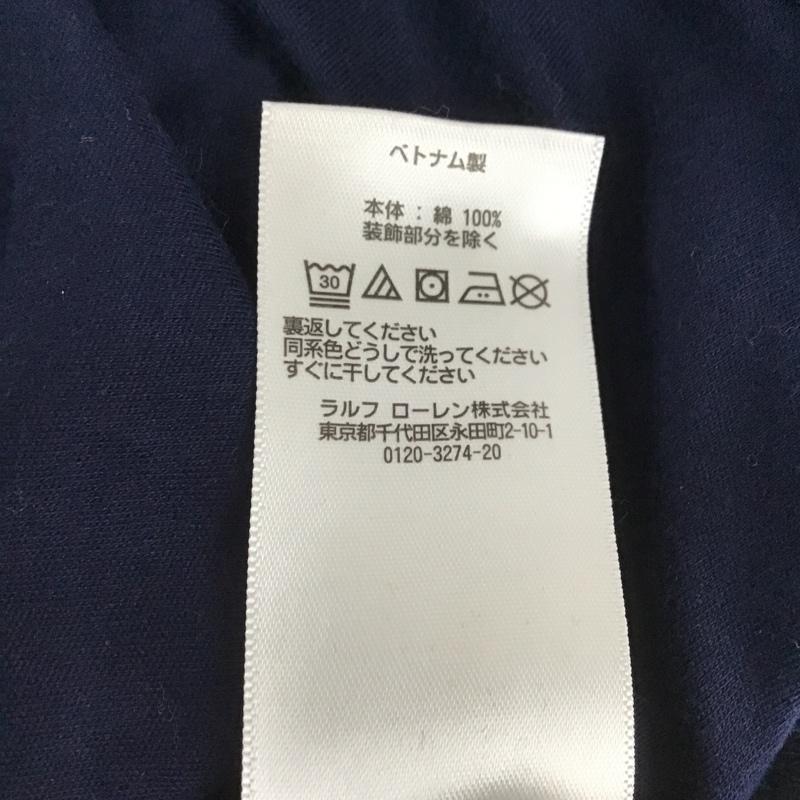 ベトナム製
本体 : 綿 100%
装飾部分を除く
30
裏返してください
同系色どうしで洗ってください
すぐに干してください
ラルフ ローレン株式会社
東京都千代田区永田町2-10-1
0120-3274-20